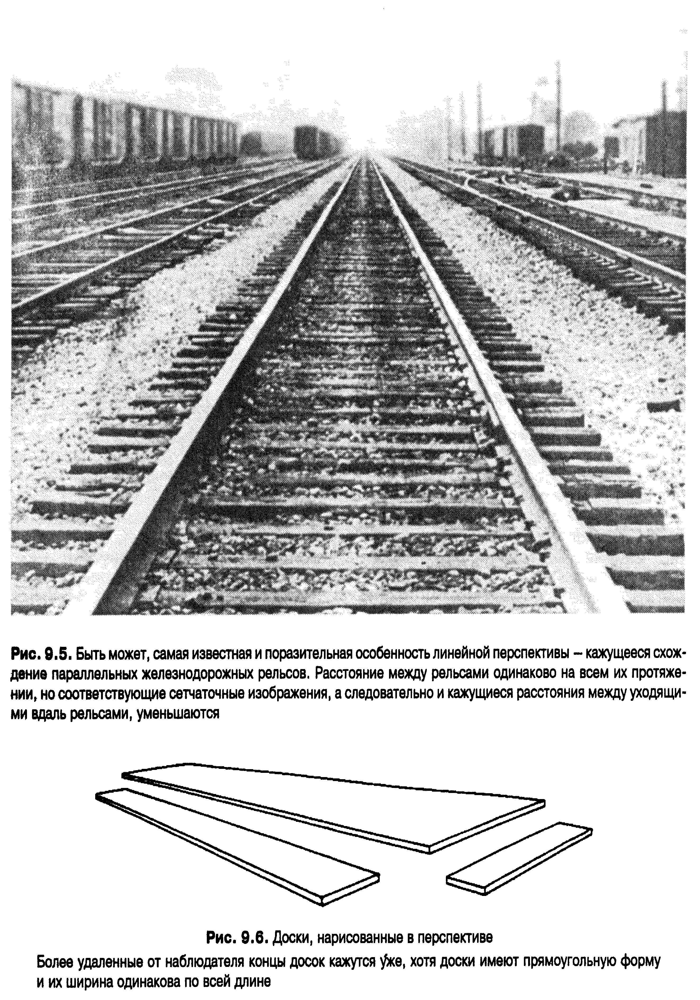 Рис. 9.5. Быть может, самая известная и поразительная особенность линейной перспективы – кажущееся схож-
дение параллельных железнодорожных рельсов. Расстояние между рельсами одинаково на всем их протяже-
нии, но соответствующие сетчаточные изображения, а следовательно и кажущиеся расстояния между уходящи-
ми вдаль рельсами, уменьшаются
Рис. 9.6. Доски, нарисованные в перспективе
Более удаленные от наблюдателя концы досок кажутся у́же, хотя доски имеют прямоугольную форму
и их ширина одинакова по всей длине